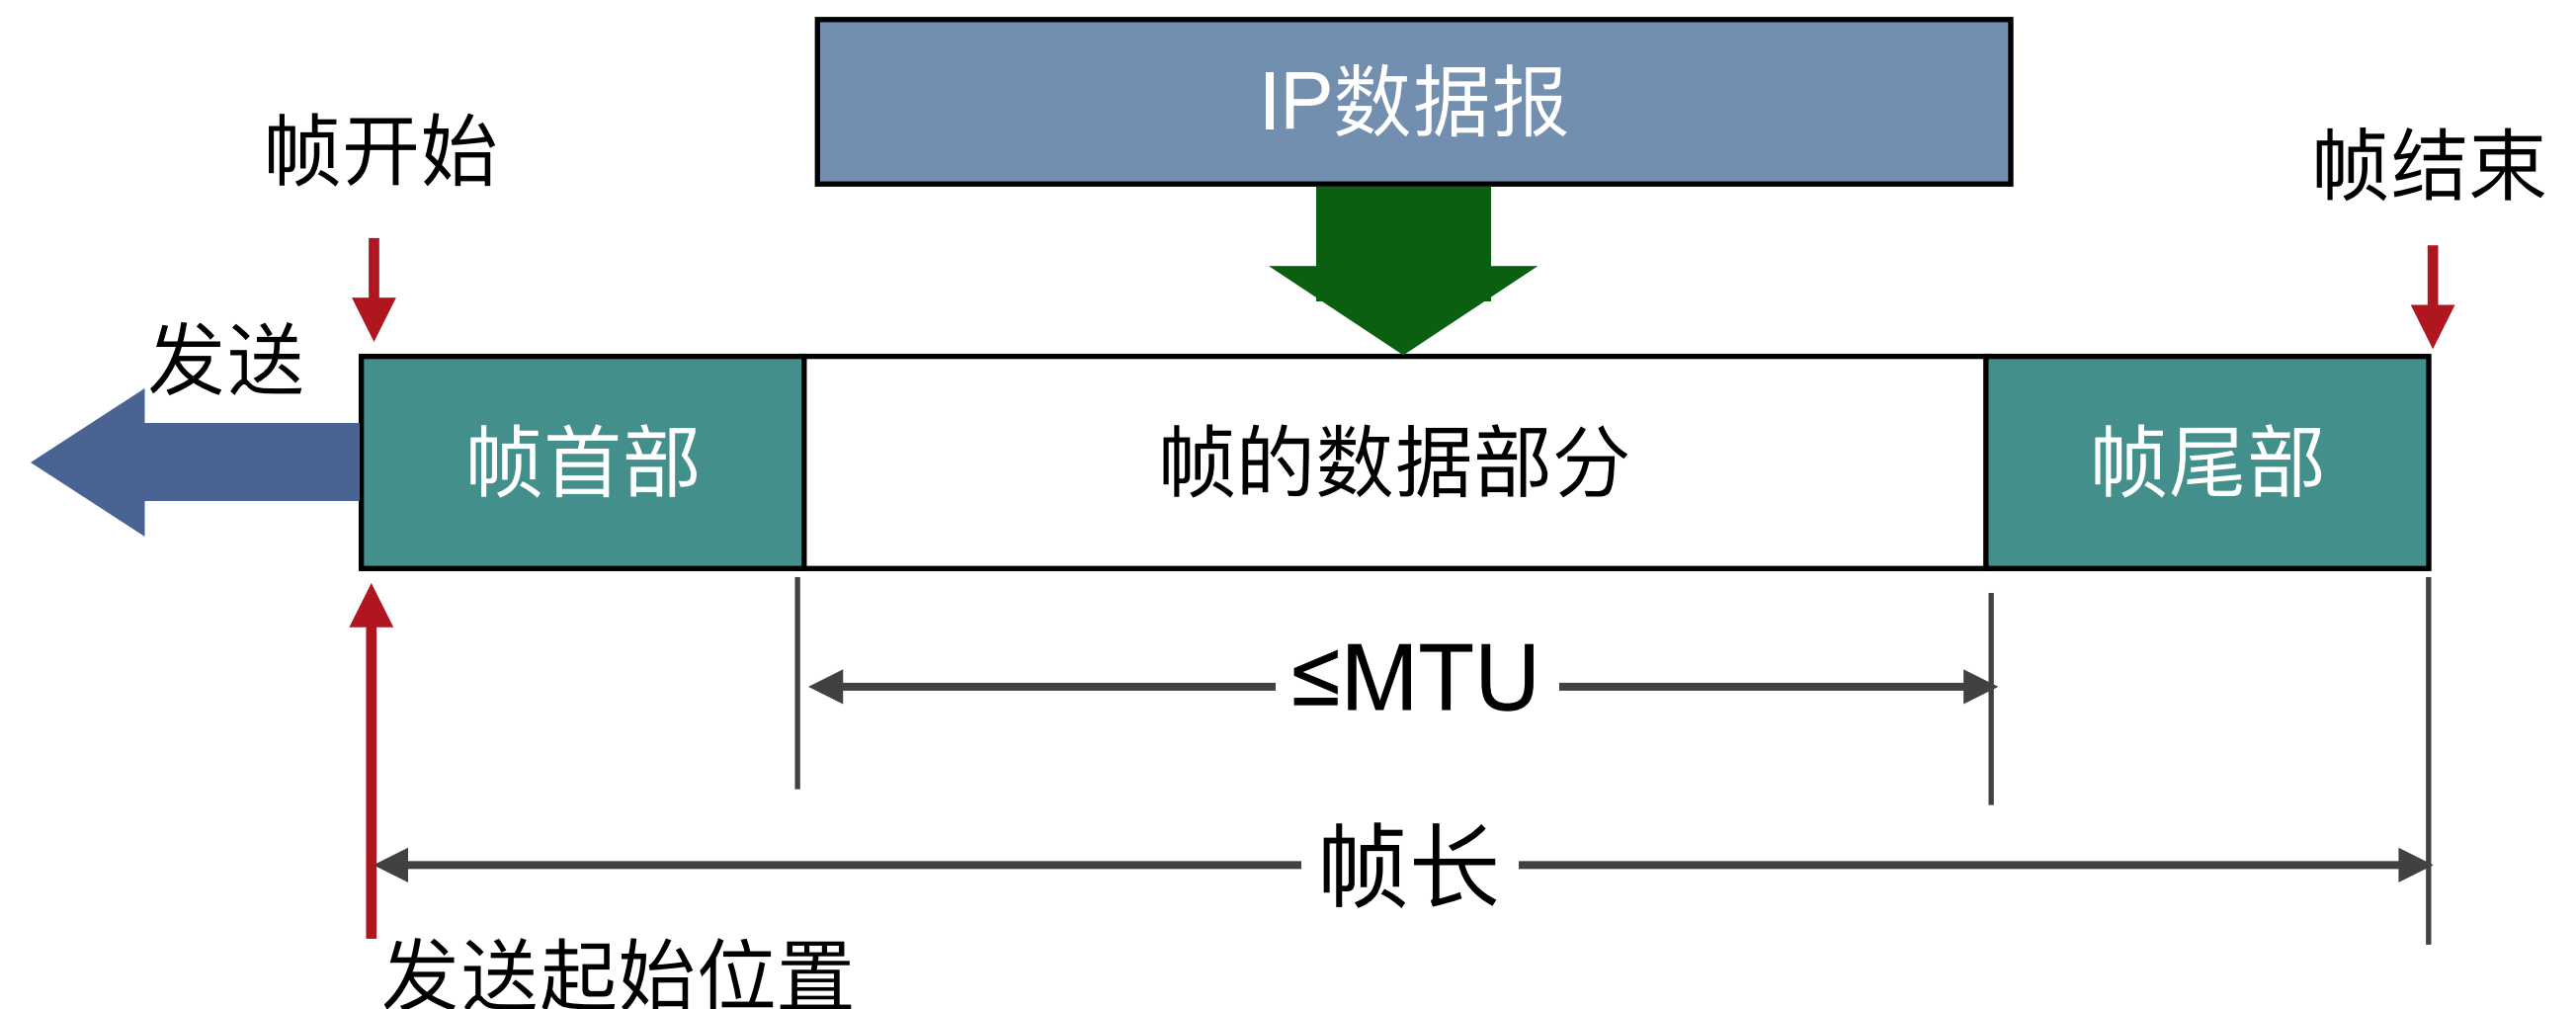 IP数据报
帧开始
帧结束
发送
帧首部
帧的数据部分
帧尾部
≤MTU
帧长
发送起始位置